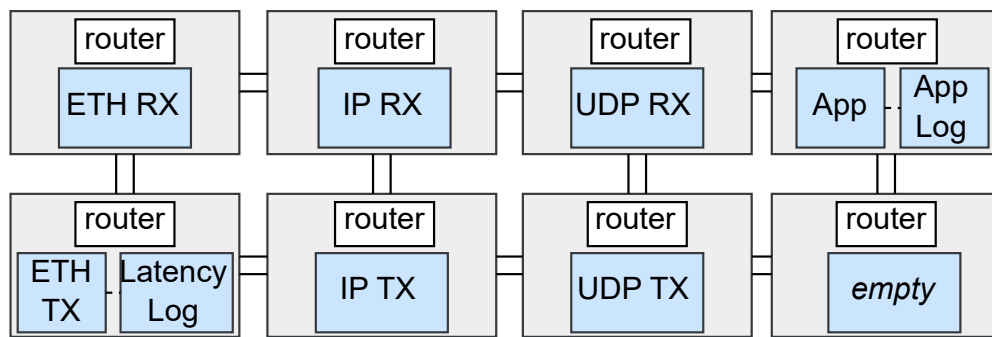 router
ETH RX
router
IP RX
router
UDP RX
router
App
App
Log
router
ETH
TX
Latency
Log
router
IP TX
router
UDP TX
router
empty